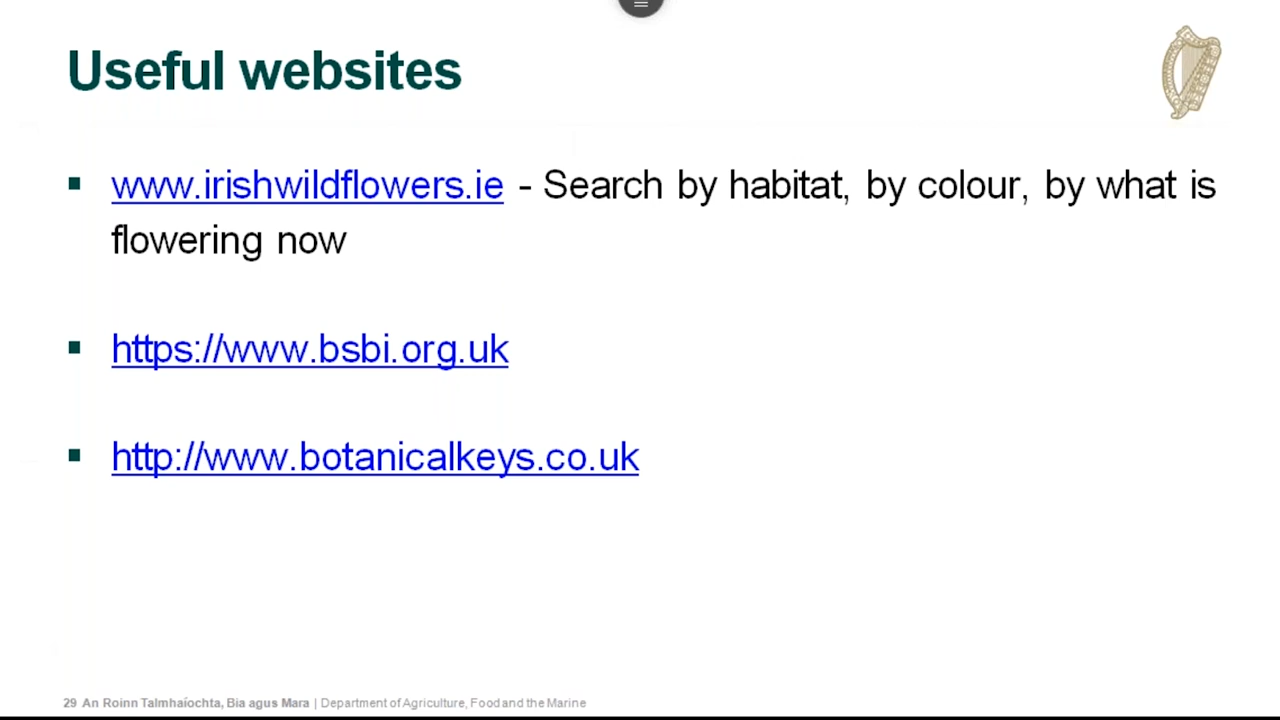 Useful websites
www.irishwildflowers.ie - Search by habitat, by colour, by what is
flowering now
https://www.bsbi.org.uk
http://www.botanicalkeys.co.uk
29 An Roinn Talmhaíochta, Bia agus Mara | Department of Agriculture, Food and the Marine